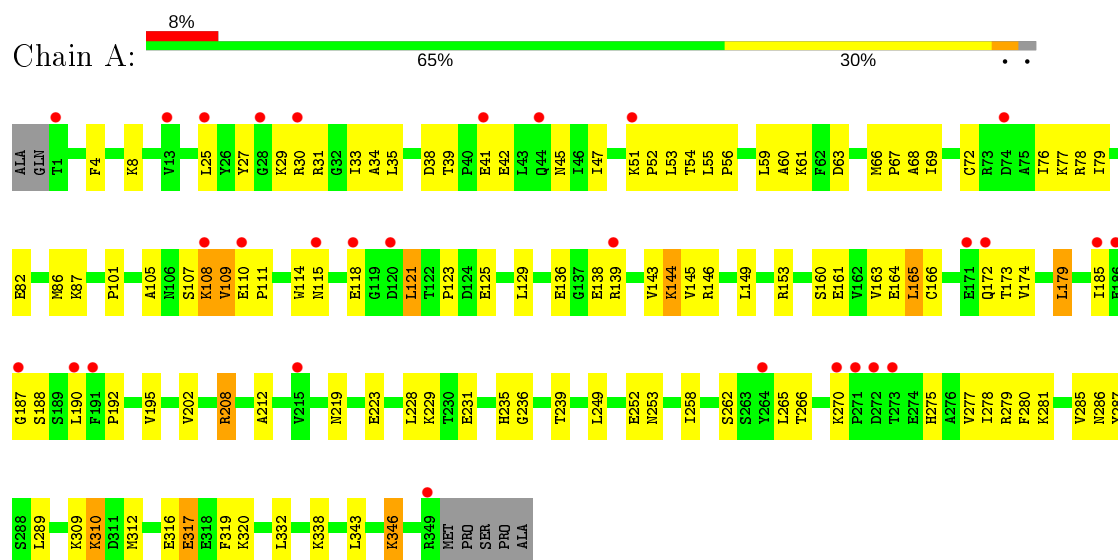 8%
Chain A:
65% 30% • •
ALA GLN T1 F4 K8 V13 L25 Y26 Y27 G28 K29 R30 R31 G32 I33 A34 L35 D38 T39 P40 E41 E42 L43 Q44 N45 I46 I47 K51 P52 L53 T54 L55 P56 L59 A60 K61 F62 D63 M66 P67 A68 I69 C72 R73 D74 A75 I76 K77 R78 I79
E82 M86 K87 P101 A105 N106 S107 K108 V109 E110 P111 W114 N115 E118 G119 D120 L121 T122 P123 D124 E125 L129 E136 G137 E138 R139 V143 K144 V145 R146 L149 R153 S160 E161 V162 V163 E164 L165 C166 E171 Q172 T173 V174 L179 I185
G187 S188 S189 L190 F191 P192 V195 V202 R208 A212 V215 N219 E223 L228 K229 T230 E231 H235 G236 T239 L249 E252 N253 I258 S262 S263 Y264 L265 T266 K270 P271 D272 T273 E274 H275 A276 V277 I278 R279 F280 K281 V285 N286 Y287
S288 L289 K309 K310 D311 M312 E316 E317 E318 F319 K320 L332 K338 L343 K346 R349 MET PRO SER PRO ALA